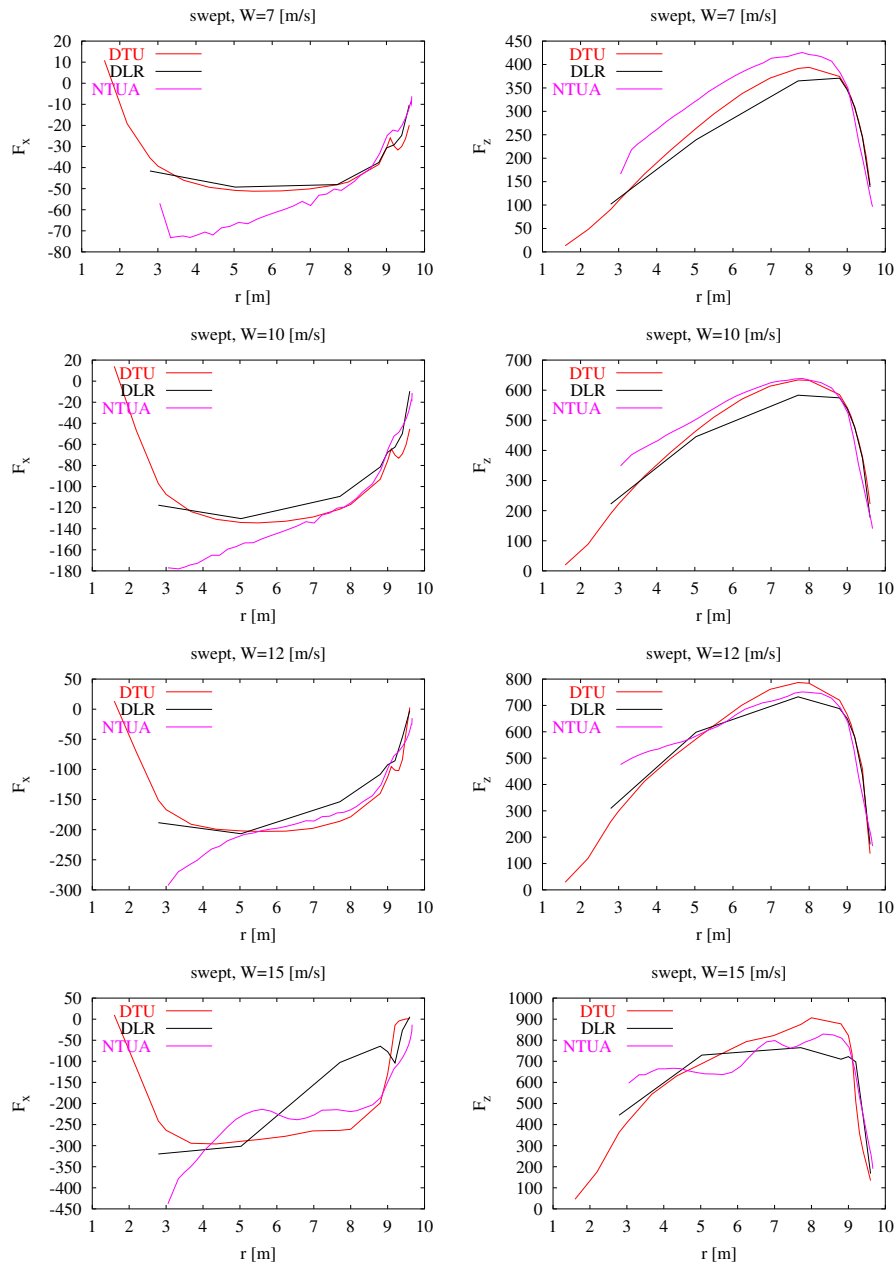 swept, W=7 [m/s]
20
10
0
-10
-20
-30
-40
-50
-60
-70
-80
F_x
DTU
DLR
NTUA
1 2 3 4 5 6 7 8 9 10
r [m]
swept, W=7 [m/s]
450
400
350
300
250
200
150
100
50
0
F_z
DTU
DLR
NTUA
1 2 3 4 5 6 7 8 9 10
r [m]
swept, W=10 [m/s]
20
0
-20
-40
-60
-80
-100
-120
-140
-160
-180
F_x
DTU
DLR
NTUA
1 2 3 4 5 6 7 8 9 10
r [m]
swept, W=10 [m/s]
700
600
500
400
300
200
100
0
F_z
DTU
DLR
NTUA
1 2 3 4 5 6 7 8 9 10
r [m]
swept, W=12 [m/s]
50
0
-50
-100
-150
-200
-250
-300
F_x
DTU
DLR
NTUA
1 2 3 4 5 6 7 8 9 10
r [m]
swept, W=12 [m/s]
800
700
600
500
400
300
200
100
0
F_z
DTU
DLR
NTUA
1 2 3 4 5 6 7 8 9 10
r [m]
swept, W=15 [m/s]
50
0
-50
-100
-150
-200
-250
-300
-350
-400
-450
F_x
DTU
DLR
NTUA
1 2 3 4 5 6 7 8 9 10
r [m]
swept, W=15 [m/s]
1000
900
800
700
600
500
400
300
200
100
0
F_z
DTU
DLR
NTUA
1 2 3 4 5 6 7 8 9 10
r [m]